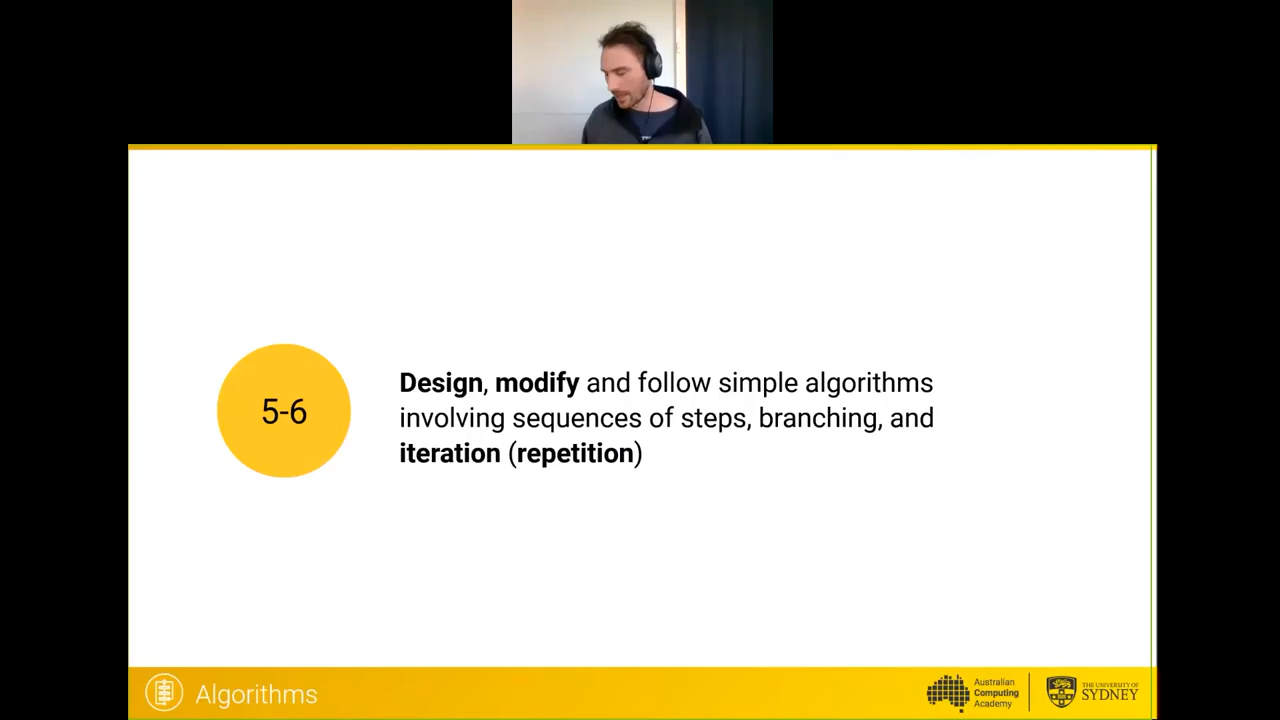 5-6
Design, modify and follow simple algorithms
involving sequences of steps, branching, and
iteration (repetition)
Algorithms
Australian
Computing
Academy
THE UNIVERSITY OF
SYDNEY